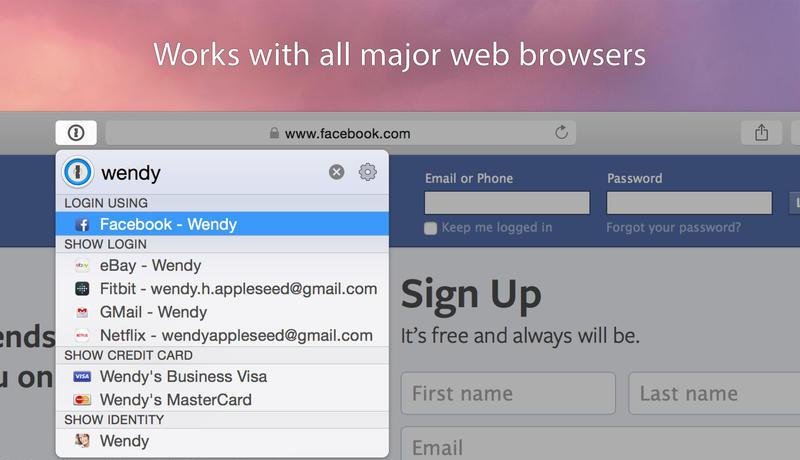 Works with all major web browsers
www.facebook.com
wendy
LOGIN USING
Facebook - Wendy
SHOW LOGIN
eBay - Wendy
Fitbit - wendy.h.appleseed@gmail.com
GMail - Wendy
Netflix - wendyappleseed@gmail.com
SHOW CREDIT CARD
VISA Wendy's Business Visa
Wendy's MasterCard
SHOW IDENTITY
Wendy
Email or Phone
Password
L
Keep me logged in
Forgot your password?
ends
u on
Sign Up
It's free and always will be.
First name
Last name
Email